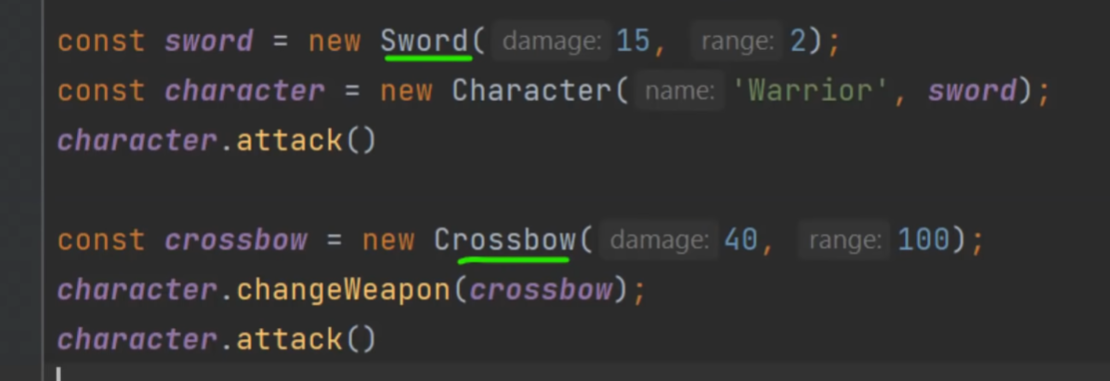 const sword = new Sword( damage: 15, range: 2);
const character = new Character( name: 'Warrior', sword);
character.attack()
const crossbow = new Crossbow( damage: 40, range: 100);
character.changeWeapon(crossbow);
character.attack()